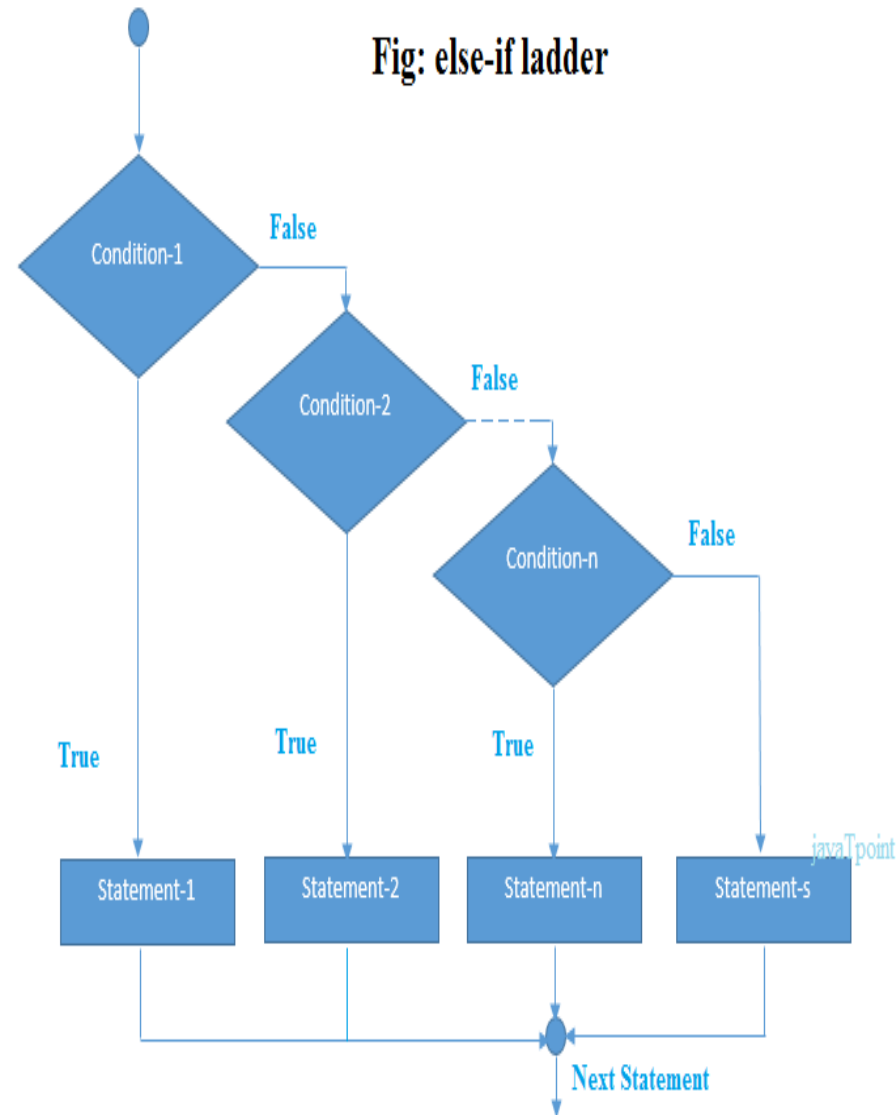 Fig: else-if ladder
Condition-1
False
Condition-2
False
Condition-n
False
True
True
True
javaTpoint
Statement-1
Statement-2
Statement-n
Statement-s
Next Statement